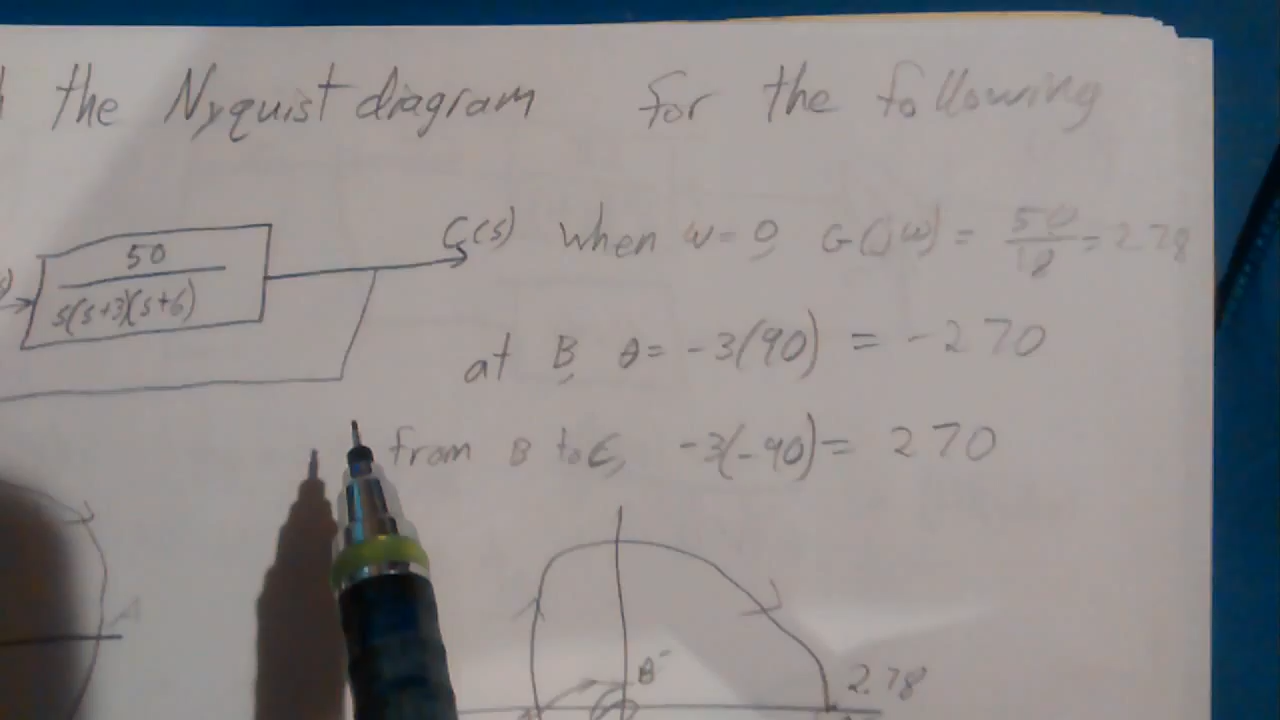 the Nyquist diagram for the following
50
s(s+3)(s+6)
C(s) when w=0, G(jw) = 50/18 = 2.78
at B, θ = -3(90) = -270
from B to C, -3(-90) = 270
A
B
2.78